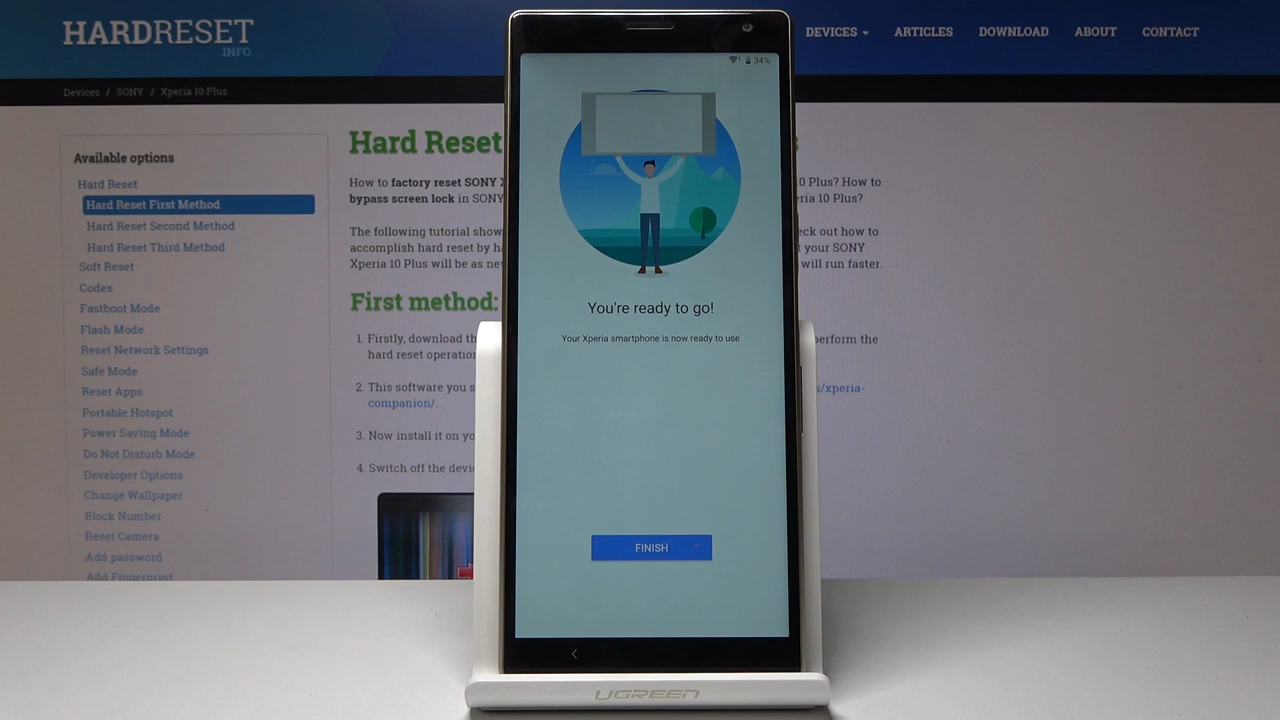 HARDRESET
.INFO
DEVICES
ARTICLES
DOWNLOAD
ABOUT
CONTACT
Devices / SONY / Xperia 10 Plus
Available options
Hard Reset
Hard Reset First Method
Hard Reset Second Method
Hard Reset Third Method
Soft Reset
Codes
Fastboot Mode
Flash Mode
Reset Network Settings
Safe Mode
Reset Apps
Portable Hotspot
Power Saving Mode
Do Not Disturb Mode
Developer Options
Change Wallpaper
Block Number
Reset Camera
Add password
Add Fingerprint
Hard Reset
How to factory reset SONY 10 Plus? How to
bypass screen lock in SONY eria 10 Plus?
The following tutorial show eck out how to
accomplish hard reset by h your SONY
Xperia 10 Plus will be as new will run faster.
First method:
1. Firstly, download th erform the
hard reset operation
2. This software you s s/xperia-
companion/.
3. Now install it on yo
4. Switch off the devi
34%
You're ready to go!
Your Xperia smartphone is now ready to use
FINISH
UGREEN